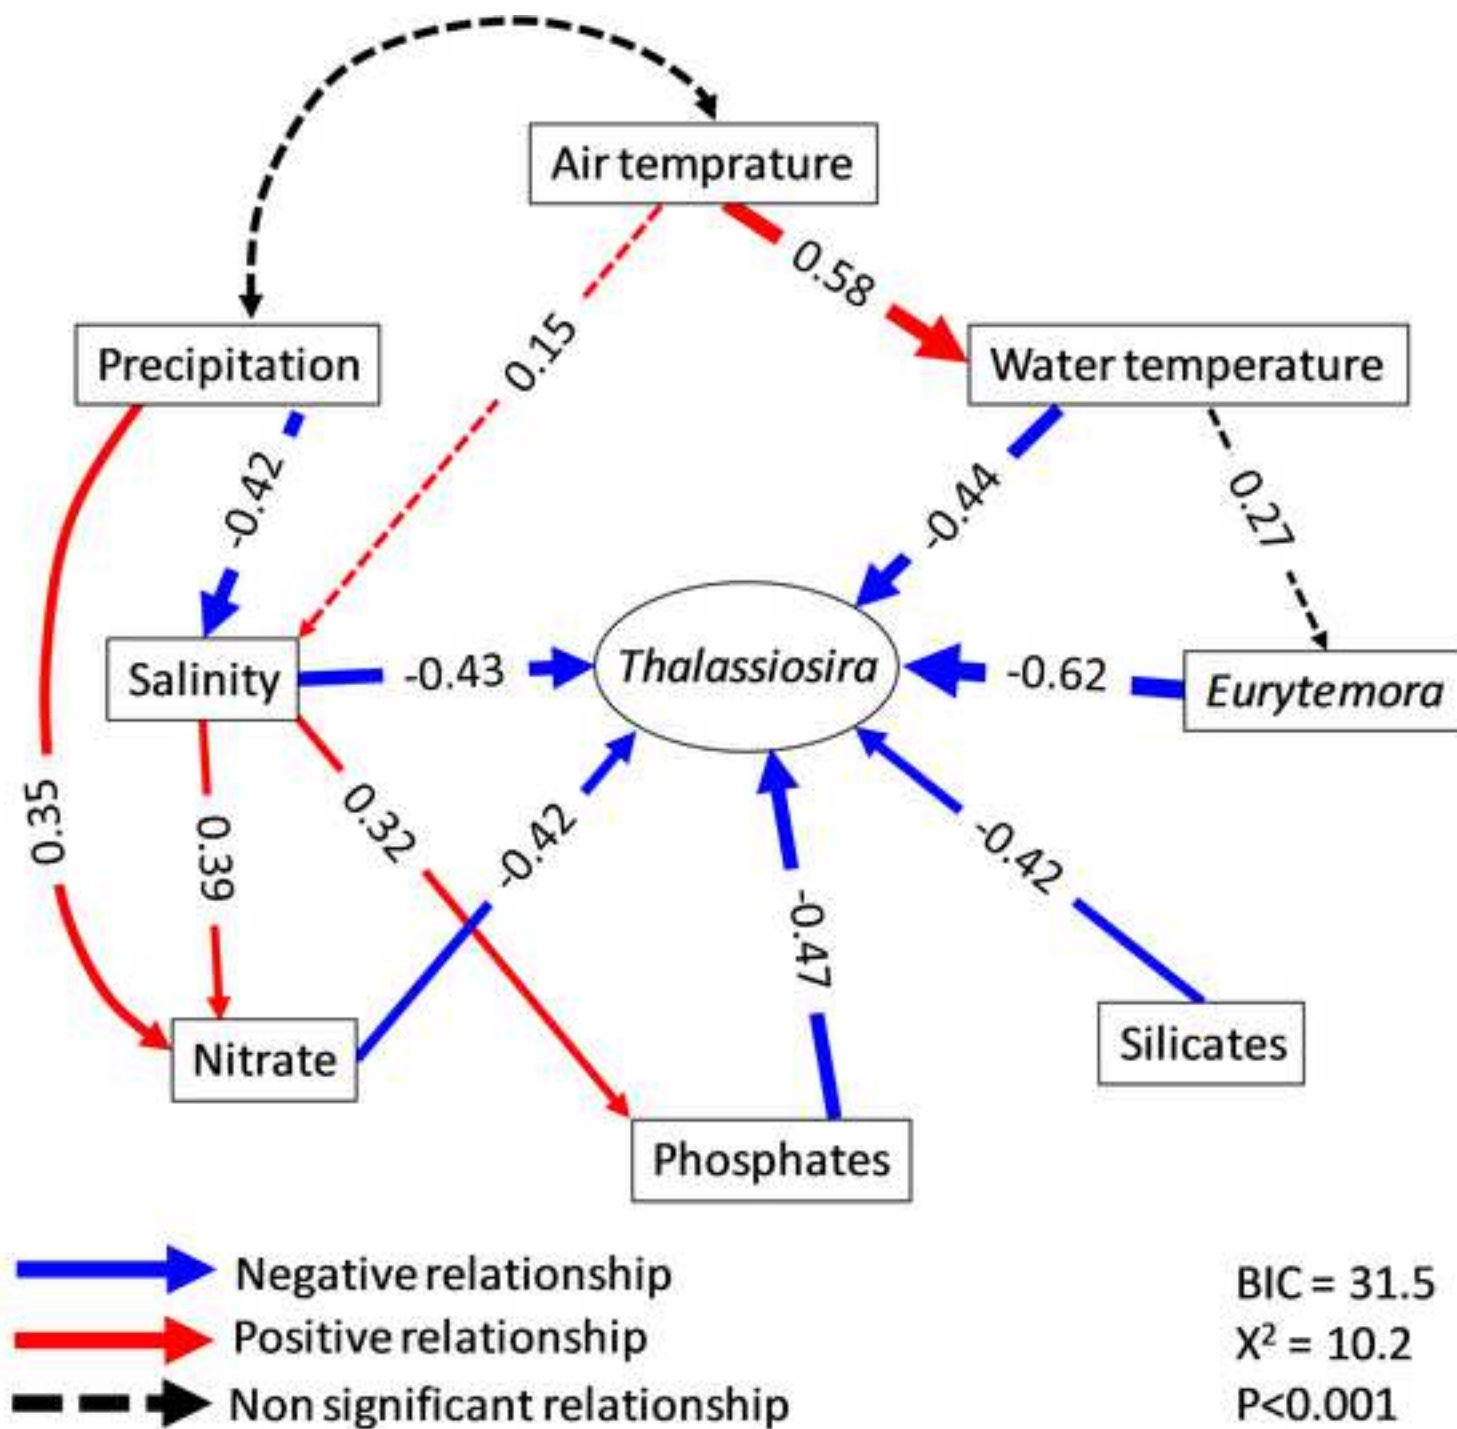 Air temprature
0.58
0.15
Precipitation
Water temperature
-0.42
-0.44
0.27
Salinity
-0.43
Thalassiosira
-0.62
Eurytemora
0.35
0.39
0.32
-0.42
-0.47
-0.42
Nitrate
Silicates
Phosphates
Negative relationship
Positive relationship
Non significant relationship
BIC = 31.5
X² = 10.2
P<0.001